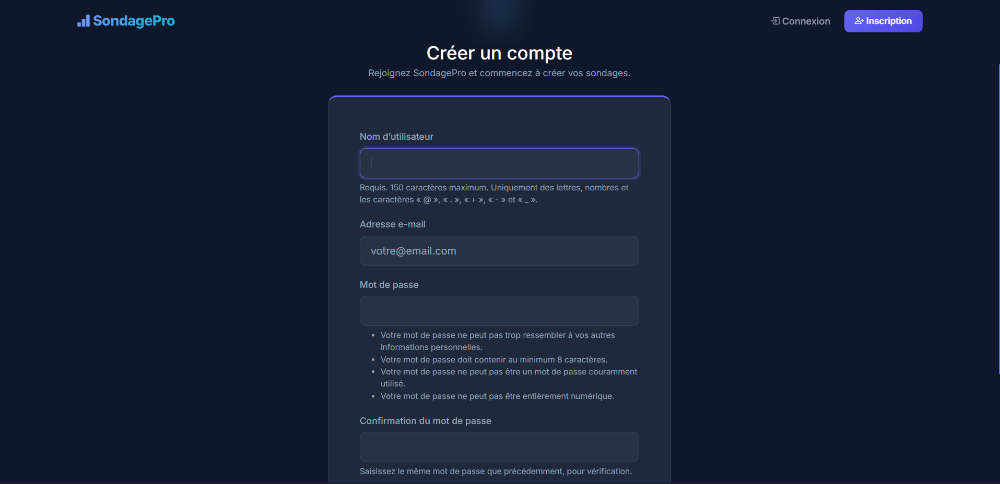 SondagePro
Connexion
Inscription
Créer un compte
Rejoignez SondagePro et commencez à créer vos sondages.
Nom d’utilisateur
Requis. 150 caractères maximum. Uniquement des lettres, nombres et
les caractères « @ », « . », « + », « - » et « _ ».
Adresse e-mail
votre@email.com
Mot de passe
• Votre mot de passe ne peut pas trop ressembler à vos autres
informations personnelles.
• Votre mot de passe doit contenir au minimum 8 caractères.
• Votre mot de passe ne peut pas être un mot de passe couramment
utilisé.
• Votre mot de passe ne peut pas être entièrement numérique.
Confirmation du mot de passe
Saisissez le même mot de passe que précédemment, pour vérification.